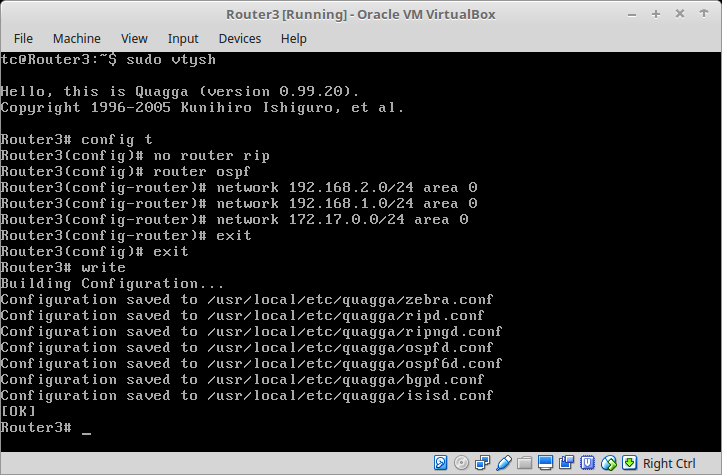 Router3 [Running] - Oracle VM VirtualBox
File Machine View Input Devices Help
tc@Router3:~$ sudo vtysh
Hello, this is Quagga (version 0.99.20).
Copyright 1996-2005 Kunihiro Ishiguro, et al.
Router3# config t
Router3(config)# no router rip
Router3(config)# router ospf
Router3(config-router)# network 192.168.2.0/24 area 0
Router3(config-router)# network 192.168.1.0/24 area 0
Router3(config-router)# network 172.17.0.0/24 area 0
Router3(config-router)# exit
Router3(config)# exit
Router3# write
Building Configuration...
Configuration saved to /usr/local/etc/quagga/zebra.conf
Configuration saved to /usr/local/etc/quagga/ripd.conf
Configuration saved to /usr/local/etc/quagga/ripngd.conf
Configuration saved to /usr/local/etc/quagga/ospfd.conf
Configuration saved to /usr/local/etc/quagga/ospf6d.conf
Configuration saved to /usr/local/etc/quagga/bgpd.conf
Configuration saved to /usr/local/etc/quagga/isisd.conf
[OK]
Router3# _
Right Ctrl